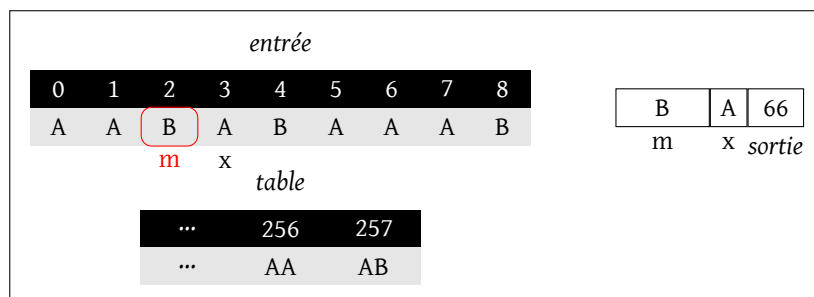 entrée
0 1 2 3 4 5 6 7 8
A A B A B A A A B
m x
B A 66
m x sortie
table
... 256 257
... AA AB